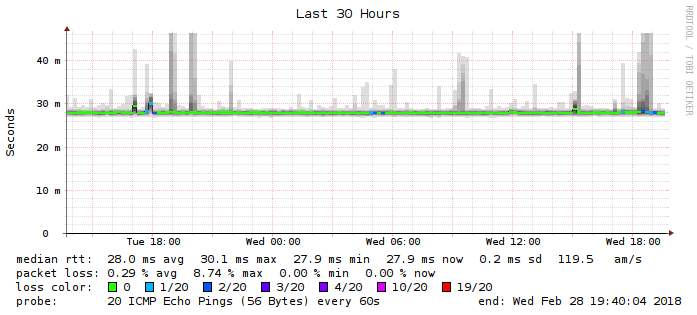 Last 30 Hours
RRDTOOL / TOBI OETIKER
Seconds
40 m
30 m
20 m
10 m
0
Tue 18:00 Wed 00:00 Wed 06:00 Wed 12:00 Wed 18:00
median rtt: 28.0 ms avg 30.1 ms max 27.9 ms min 27.9 ms now 0.2 ms sd 119.5 am/s
packet loss: 0.29 % avg 8.74 % max 0.00 % min 0.00 % now
loss color: 0 1/20 2/20 3/20 4/20 10/20 19/20
probe: 20 ICMP Echo Pings (56 Bytes) every 60s end: Wed Feb 28 19:40:04 2018